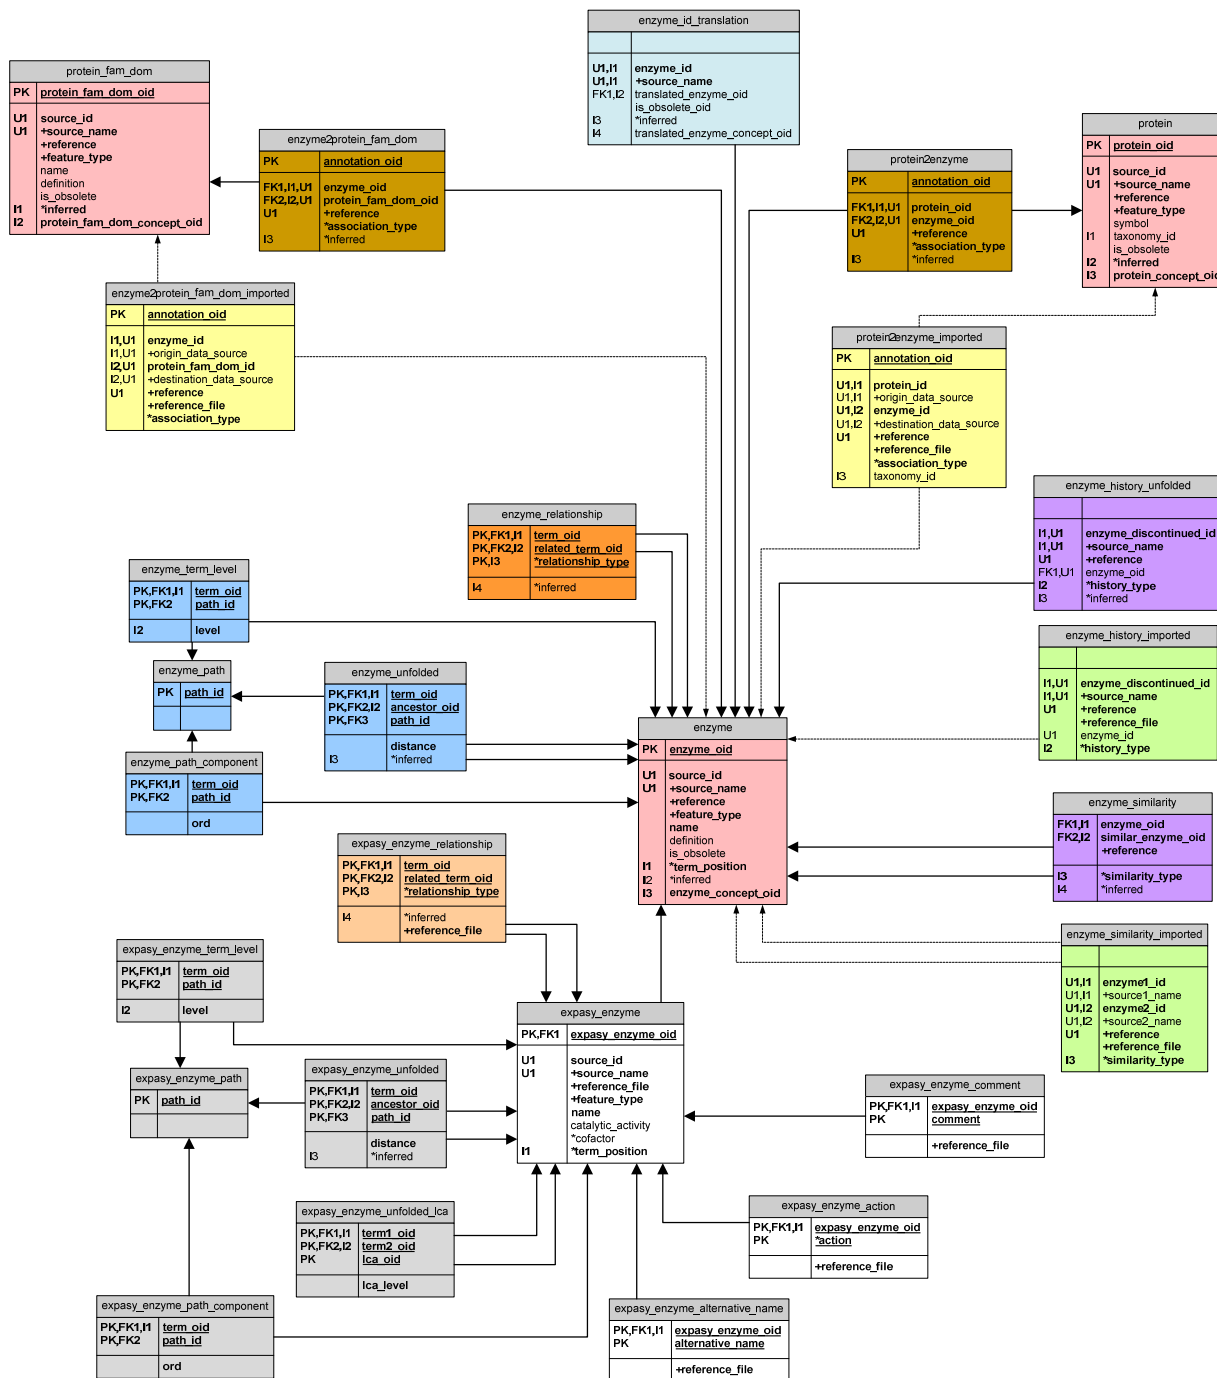 enzyme_id_translation
U1,I1 enzyme_id
U1,I1 +source_name
FK1,I2 translated_enzyme_oid
is_obsolete_oid
I3 *inferred
I4 translated_enzyme_concept_oid
protein_fam_dom
PK protein_fam_dom_oid
U1 source_id
U1 +source_name
+reference
+feature_type
name
definition
is_obsolete
I1 *inferred
I2 protein_fam_dom_concept_oid
enzyme2protein_fam_dom
PK annotation_oid
FK1,I1,U1 enzyme_oid
FK2,I2,U1 protein_fam_dom_oid
U1 +reference
*association_type
I3 *inferred
protein2enzyme
PK annotation_oid
FK1,I1,U1 protein_oid
FK2,I2,U1 enzyme_oid
U1 +reference
*association_type
I3 *inferred
protein
PK protein_oid
U1 source_id
U1 +source_name
+reference
+feature_type
symbol
I1 taxonomy_id
is_obsolete
I2 *inferred
I3 protein_concept_oid
enzyme2protein_fam_dom_imported
PK annotation_oid
I1,U1 enzyme_id
I1,U1 +origin_data_source
I2,U1 protein_fam_dom_id
I2,U1 +destination_data_source
U1 +reference
+reference_file
*association_type
protein2enzyme_imported
PK annotation_oid
U1,I1 protein_id
U1,I1 +origin_data_source
U1,I2 enzyme_id
U1,I2 +destination_data_source
U1 +reference
+reference_file
*association_type
I3 taxonomy_id
enzyme_history_unfolded
I1,U1 enzyme_discontinued_id
I1,U1 +source_name
U1 +reference
FK1,U1 enzyme_oid
I2 *history_type
I3 *inferred
enzyme_relationship
PK,FK1,I1 term_oid
PK,FK2,I2 related_term_oid
PK,I3 *relationship_type
I4 *inferred
enzyme_term_level
PK,FK1,I1 term_oid
PK,FK2 path_id
I2 level
enzyme_path
PK path_id
enzyme_unfolded
PK,FK1,I1 term_oid
PK,FK2,I2 ancestor_oid
PK,FK3 path_id
distance
I3 *inferred
enzyme_history_imported
I1,U1 enzyme_discontinued_id
I1,U1 +source_name
U1 +reference
+reference_file
U1 enzyme_id
I2 *history_type
enzyme
PK enzyme_oid
U1 source_id
U1 +source_name
+reference
+feature_type
name
definition
is_obsolete
I1 *term_position
I2 *inferred
I3 enzyme_concept_oid
enzyme_path_component
PK,FK1,I1 term_oid
PK,FK2 path_id
ord
enzyme_similarity
FK1,I1 enzyme_oid
FK2,I2 similar_enzyme_oid
+reference
I3 *similarity_type
I4 *inferred
expasy_enzyme_relationship
PK,FK1,I1 term_oid
PK,FK2,I2 related_term_oid
PK,I3 *relationship_type
I4 *inferred
+reference_file
enzyme_similarity_imported
U1,I1 enzyme1_id
U1,I1 +source1_name
U1,I2 enzyme2_id
U1,I2 +source2_name
U1 +reference
+reference_file
I3 *similarity_type
expasy_enzyme_term_level
PK,FK1,I1 term_oid
PK,FK2 path_id
I2 level
expasy_enzyme
PK,FK1 expasy_enzyme_oid
U1 source_id
U1 +source_name
+reference_file
+feature_type
name
catalytic_activity
*cofactor
I1 *term_position
expasy_enzyme_path
PK path_id
expasy_enzyme_unfolded
PK,FK1,I1 term_oid
PK,FK2,I2 ancestor_oid
PK,FK3 path_id
distance
I3 *inferred
expasy_enzyme_comment
PK,FK1,I1 expasy_enzyme_oid
PK comment
+reference_file
expasy_enzyme_unfolded_lca
PK,FK1,I1 term1_oid
PK,FK2,I2 term2_oid
PK lca_oid
lca_level
expasy_enzyme_action
PK,FK1,I1 expasy_enzyme_oid
PK *action
+reference_file
expasy_enzyme_path_component
PK,FK1,I1 term_oid
PK,FK2 path_id
ord
expasy_enzyme_alternative_name
PK,FK1,I1 expasy_enzyme_oid
PK alternative_name
+reference_file